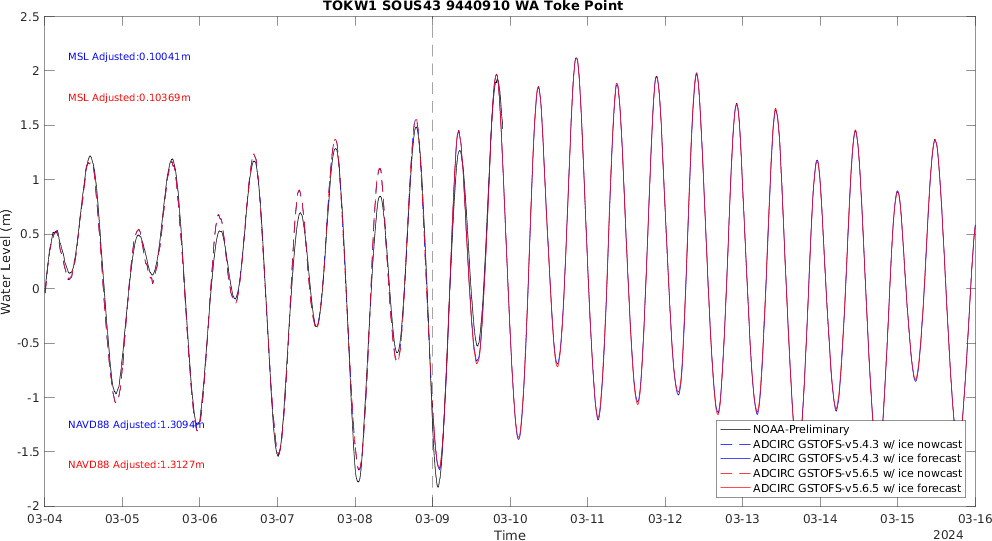 TOKW1 SOUS43 9440910 WA Toke Point
2.5
2
1.5
1
0.5
0
-0.5
-1
-1.5
-2
Water Level (m)
MSL Adjusted:0.10041m
MSL Adjusted:0.10369m
NAVD88 Adjusted:1.3094m
NAVD88 Adjusted:1.3127m
NOAA-Preliminary
ADCIRC GSTOFS-v5.4.3 w/ ice nowcast
ADCIRC GSTOFS-v5.4.3 w/ ice forecast
ADCIRC GSTOFS-v5.6.5 w/ ice nowcast
ADCIRC GSTOFS-v5.6.5 w/ ice forecast
03-04 03-05 03-06 03-07 03-08 03-09 03-10 03-11 03-12 03-13 03-14 03-15 03-16
Time
2024